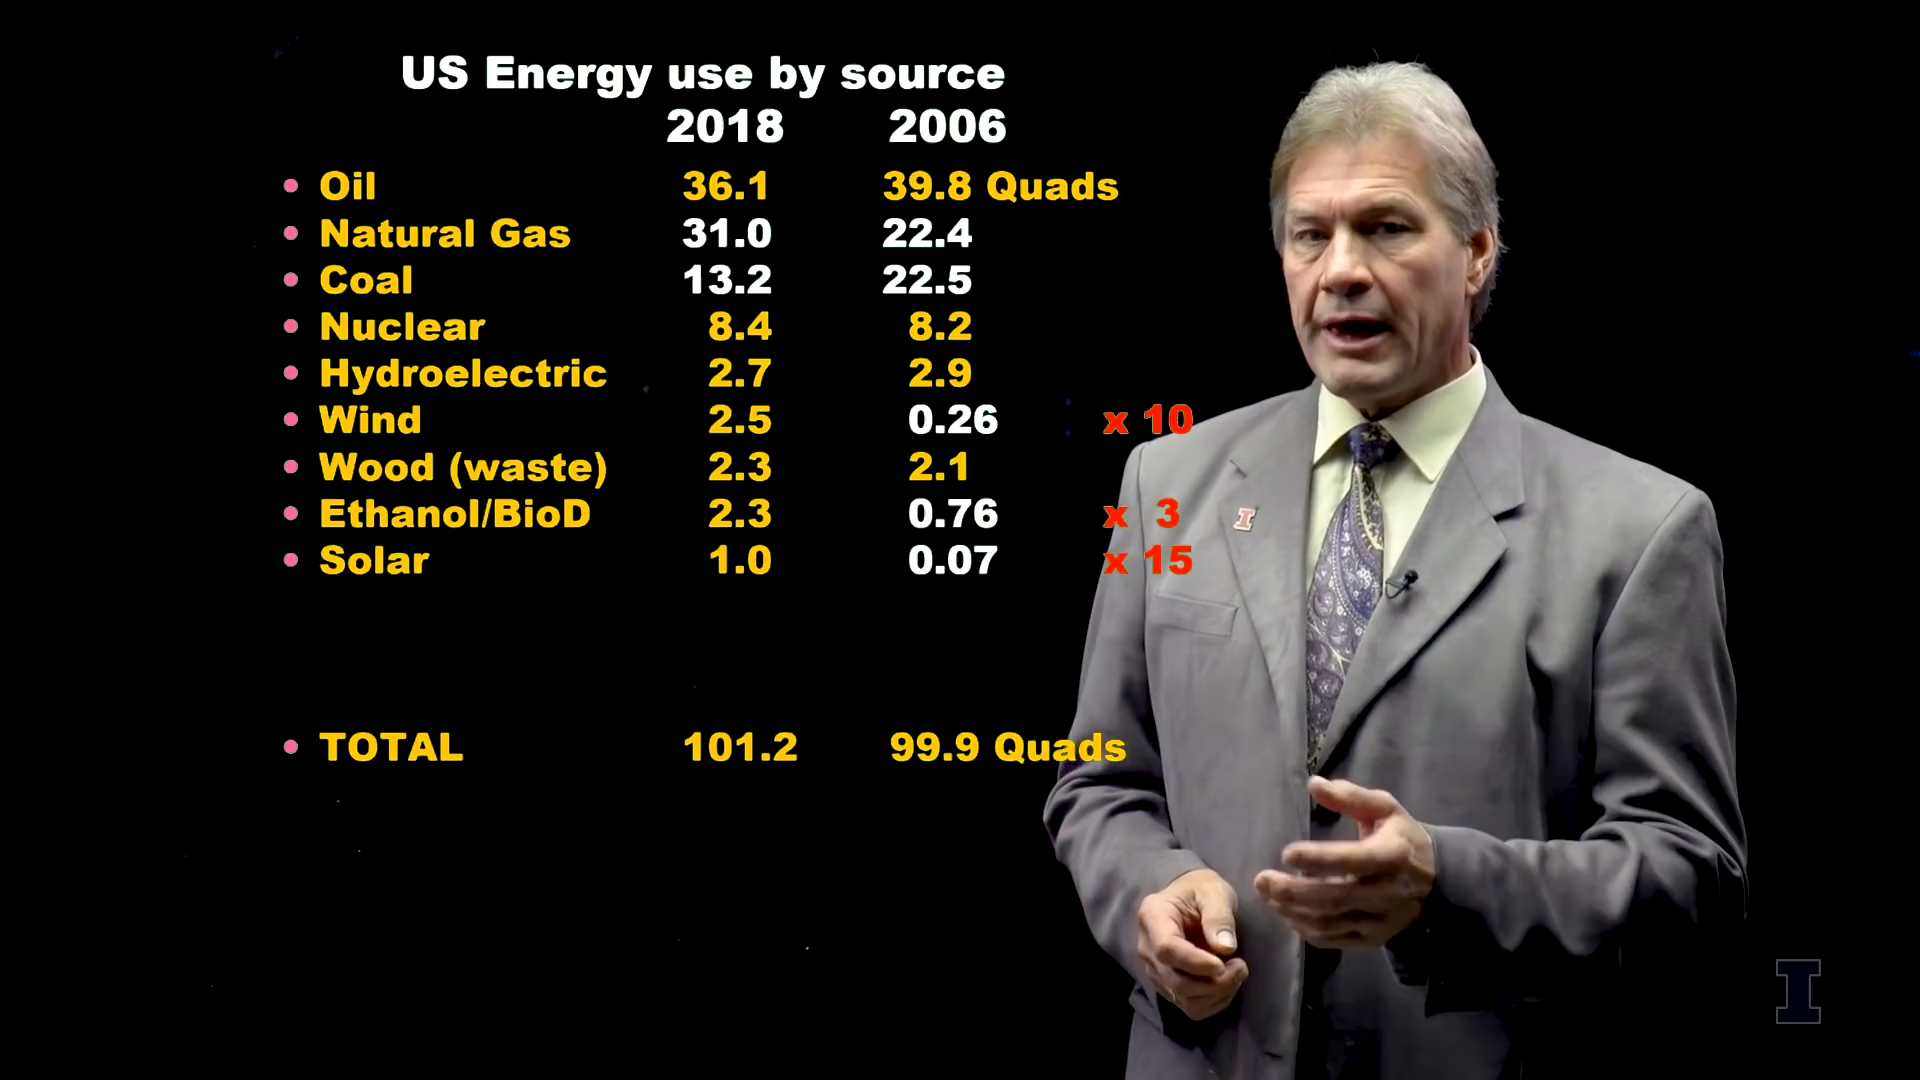 US Energy use by source
2018 2006
• Oil 36.1 39.8 Quads
• Natural Gas 31.0 22.4
• Coal 13.2 22.5
• Nuclear 8.4 8.2
• Hydroelectric 2.7 2.9
• Wind 2.5 0.26 x 10
• Wood (waste) 2.3 2.1
• Ethanol/BioD 2.3 0.76 x 3
• Solar 1.0 0.07 x 15
• TOTAL 101.2 99.9 Quads
I
I